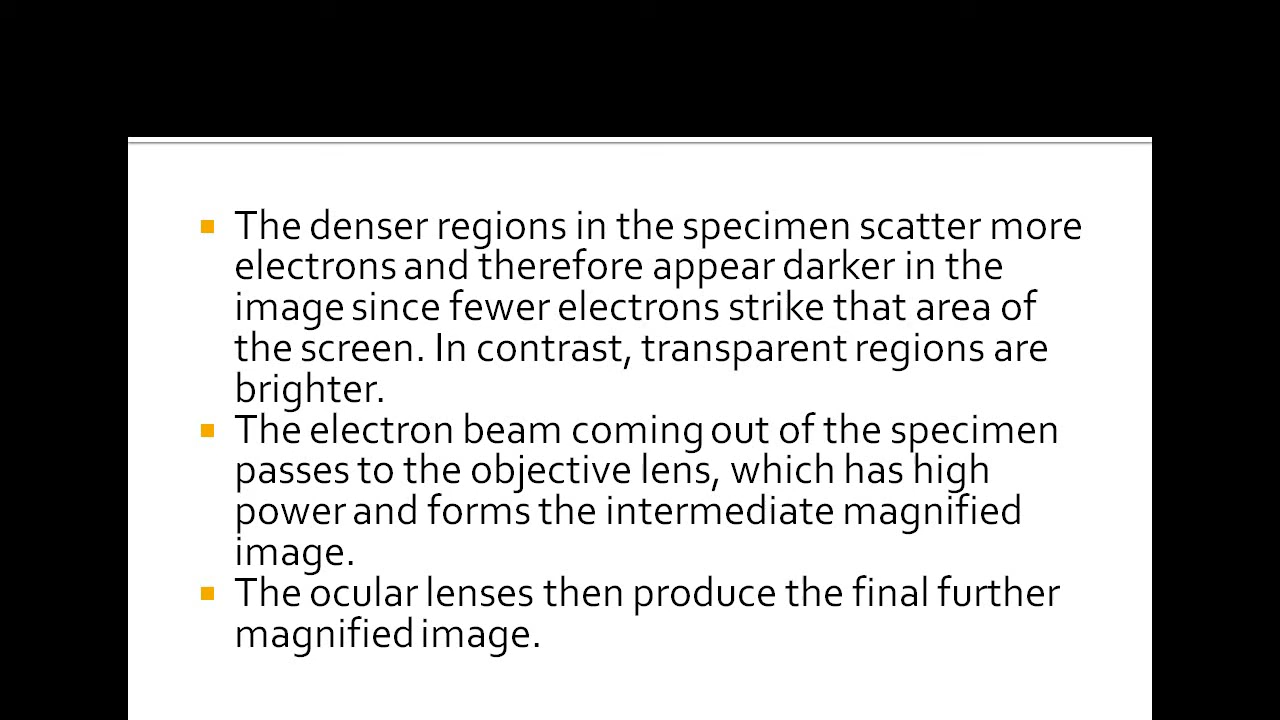 The denser regions in the specimen scatter more
electrons and therefore appear darker in the
image since fewer electrons strike that area of
the screen. In contrast, transparent regions are
brighter.
The electron beam coming out of the specimen
passes to the objective lens, which has high
power and forms the intermediate magnified
image.
The ocular lenses then produce the final further
magnified image.